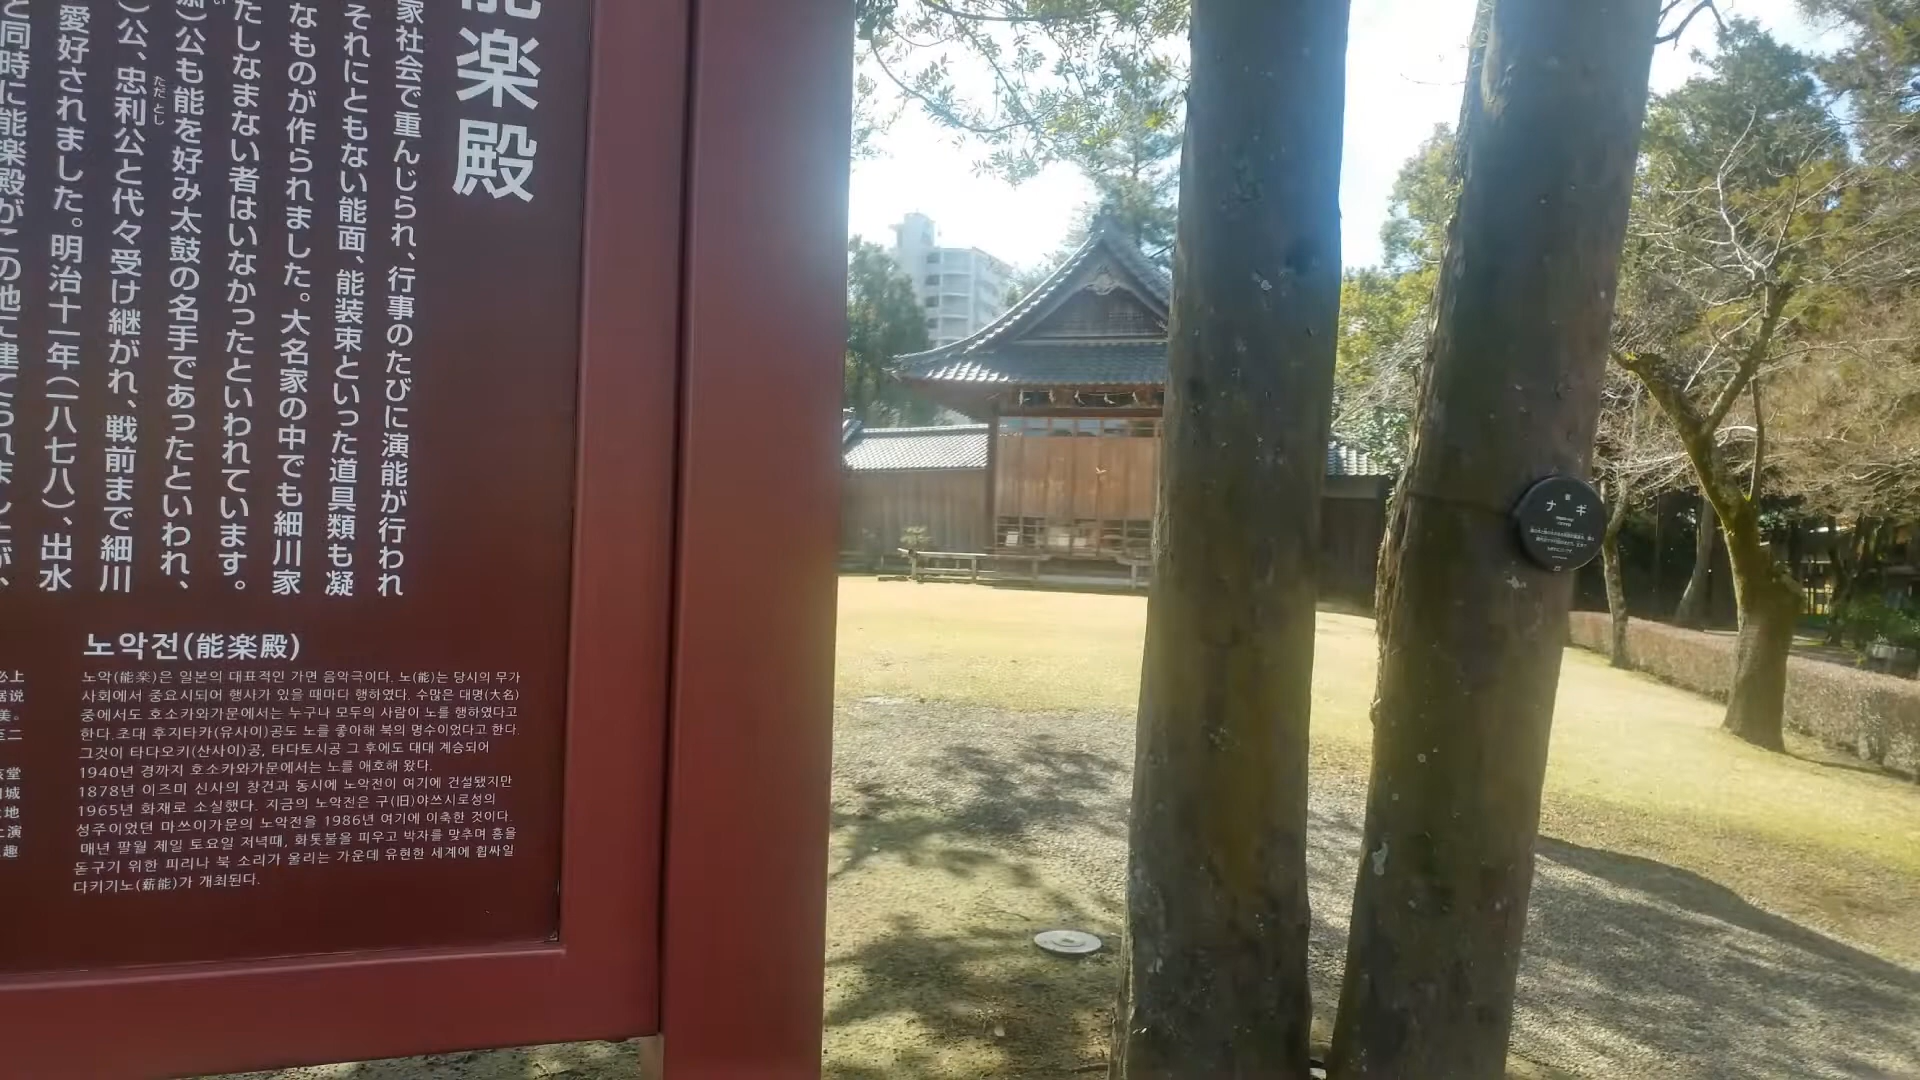 能楽殿
家社会で重んじられ、行事のたびに演能が行われ
それにともない能面、能装束といった道具類も凝
なものが作られました。大名家の中でも細川家
たしなまない者はいなかったといわれています。
公も能を好み太鼓の名手であったといわれ、
公、忠利公と代々受け継がれ、戦前まで細川
ただとし
愛好されました。明治十一年(一八七八)、出水
と同時に能楽殿がこの地に建てられましたが、
노악전(能楽殿)
노악(能楽)은 일본의 대표적인 가면 음악극이다. 노(能)는 당시의 무가
사회에서 중요시되어 행사가 있을 때마다 행하였다. 수많은 대명(大名)
중에서도 호소카와가문에서는 누구나 모두의 사람이 노를 행하였다고
한다.초대 후지타카(유사이)공도 노를 좋아해 북의 명수이었다고 한다.
그것이 타다오키(산사이)공, 타다토시공 그 후에도 대대 계승되어
1940년 경까지 호소카와가문에서는 노를 애호해 왔다.
1878년 이즈미 신사의 창건과 동시에 노악전이 여기에 건설됐지만
1965년 화재로 소실했다. 지금의 노악전은 구(旧)야쓰시로성의
성주이었던 마쓰이가문의 노악전을 1986년 여기에 이축한 것이다.
매년 팔월 제일 토요일 저녁때, 화톳불을 피우고 박자를 맞추며 흥을
돋구기 위한 피리나 북 소리가 울리는 가운데 유현한 세계에 휩싸일
다키기노(薪能)가 개최된다.
必上
据说
美。
至二
堂
城
地
演
趣
ナギ